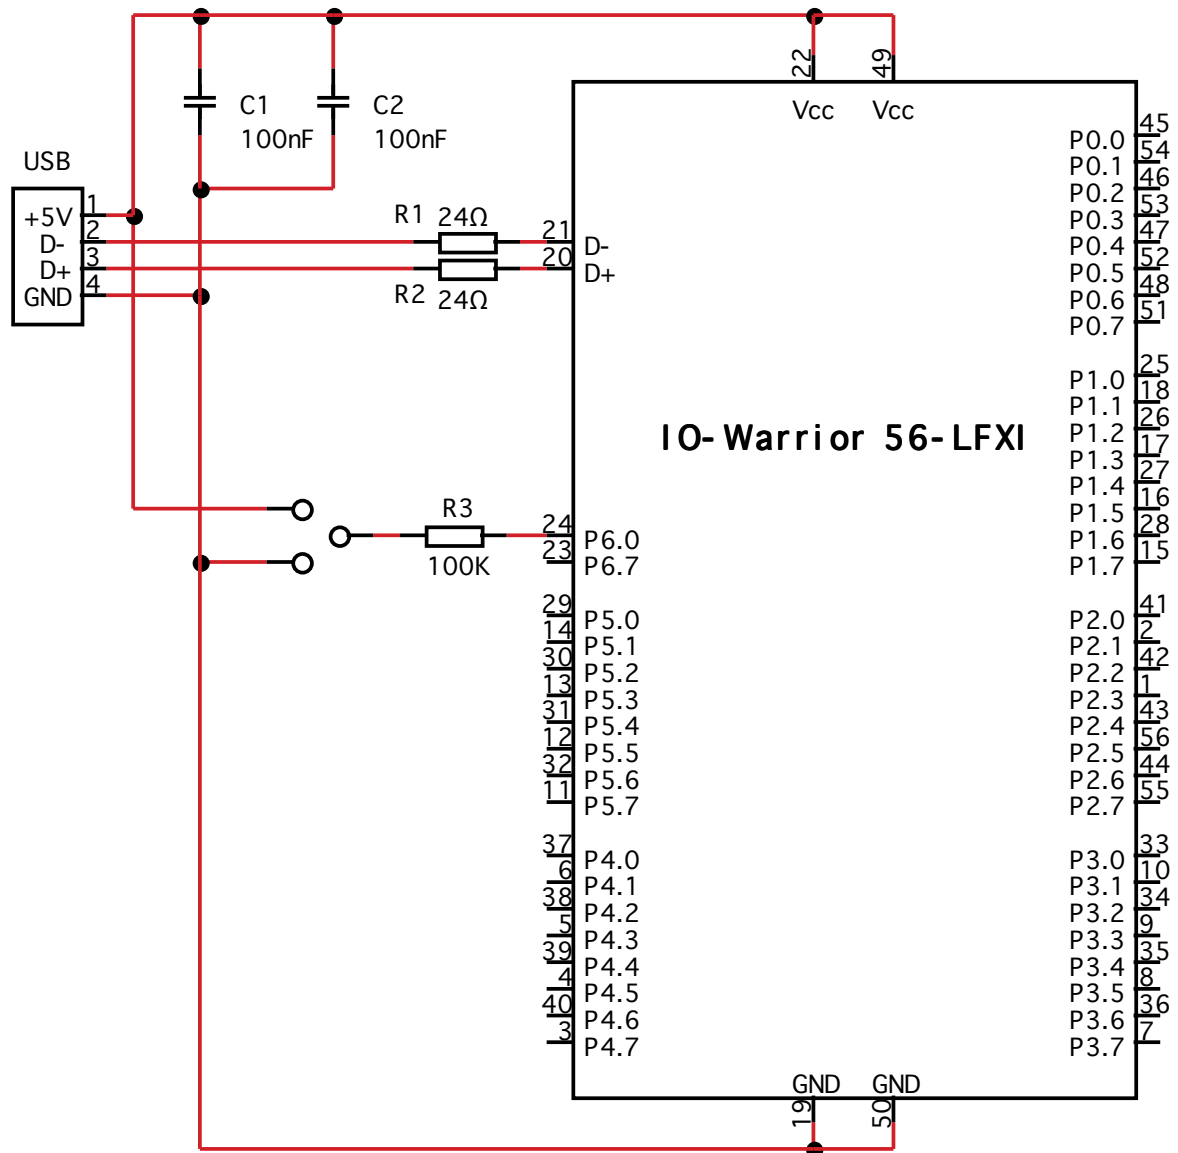 22
49
Vcc
Vcc
C1
100nF
C2
100nF
USB
+5V
1
D-
2
D+
3
GND
4
R1
24Ω
R2
24Ω
21
D-
20
D+
IO-Warrior 56-LFXI
R3
100K
24
P6.0
23
P6.7
29
P5.0
14
P5.1
30
P5.2
13
P5.3
31
P5.4
12
P5.5
32
P5.6
11
P5.7
37
P4.0
6
P4.1
38
P4.2
5
P4.3
39
P4.4
4
P4.5
40
P4.6
3
P4.7
45
P0.0
54
P0.1
46
P0.2
53
P0.3
47
P0.4
52
P0.5
48
P0.6
51
P0.7
25
P1.0
18
P1.1
26
P1.2
17
P1.3
27
P1.4
16
P1.5
28
P1.6
15
P1.7
41
P2.0
2
P2.1
42
P2.2
1
P2.3
43
P2.4
56
P2.5
44
P2.6
55
P2.7
33
P3.0
10
P3.1
34
P3.2
9
P3.3
35
P3.4
8
P3.5
36
P3.6
7
P3.7
GND
GND
19
50